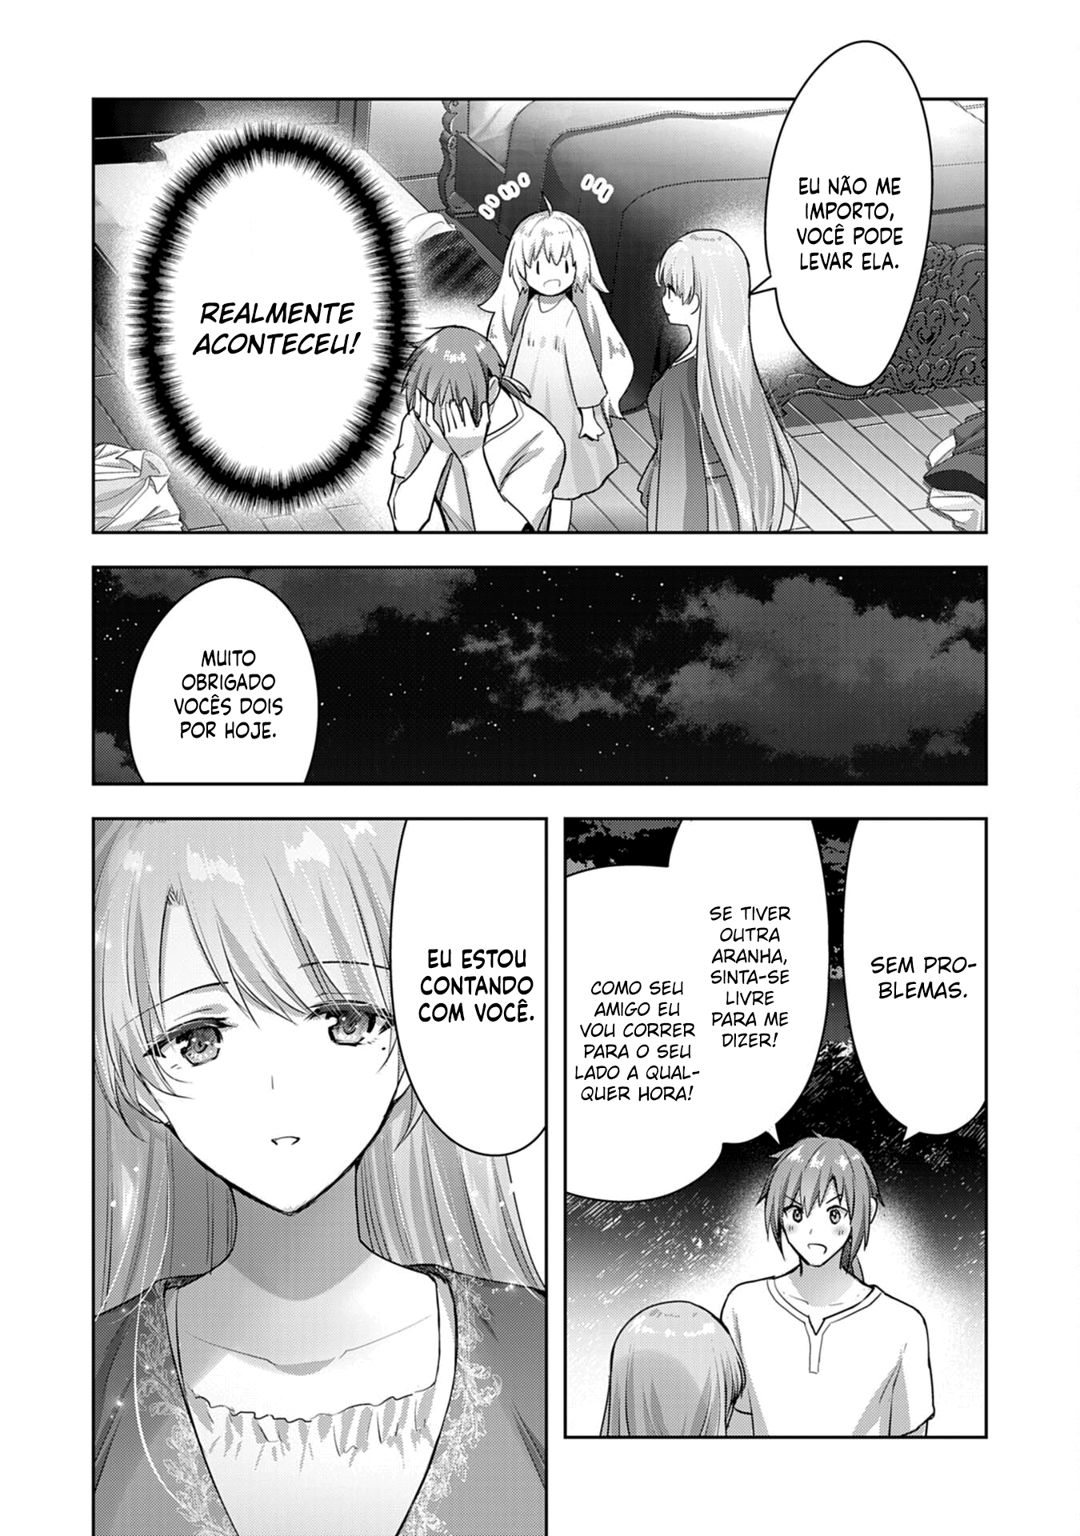 EU NÃO ME
IMPORTO,
VOCÊ PODE
LEVAR ELA.
REALMENTE
ACONTECEU!
MUITO
OBRIGADO
VOCÊS DOIS
POR HOJE.
SEM PRO-
BLEMAS.
SE TIVER
OUTRA
ARANHA,
SINTA-SE
LIVRE
PARA ME
DIZER!
COMO SEU
AMIGO EU
VOU CORRER
PARA O SEU
LADO A QUAL-
QUER HORA!
EU ESTOU
CONTANDO
COM VOCÊ.